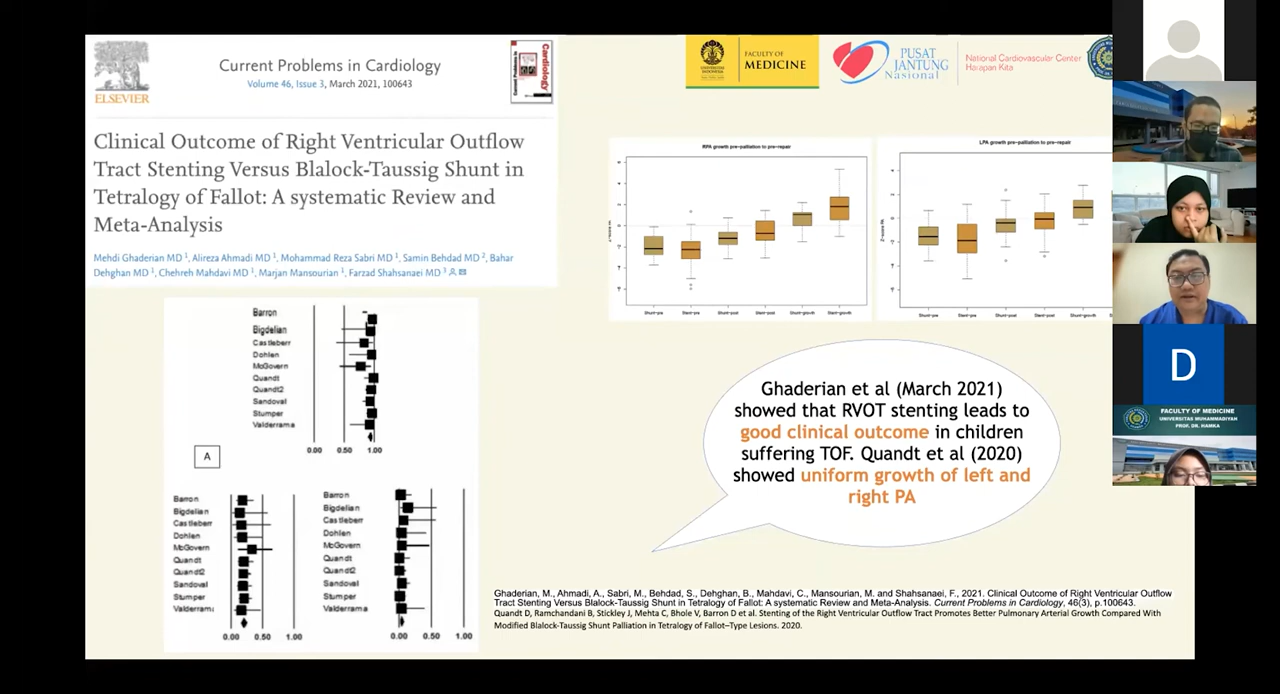 ELSEVIER
Current Problems in Cardiology
Volume 46, Issue 3, March 2021, 100643
Cardiology
UNIVERSITAS
INDONESIA
FACULTY OF
MEDICINE
PUSAT
JANTUNG
Nasional
National Cardiovascular Center
Harapan Kita
Clinical Outcome of Right Ventricular Outflow
Tract Stenting Versus Blalock-Taussig Shunt in
Tetralogy of Fallot: A systematic Review and
Meta-Analysis
Mehdi Ghaderian MD 1, Alireza Ahmadi MD 1, Mohammad Reza Sabri MD 1, Samin Behdad MD 2, Bahar
Dehghan MD 1, Chehreh Mahdavi MD 1, Marjan Mansourian 1, Farzad Shahsanaei MD 3
RPA growth pre-palliation to pre-repair
Shunt-pre Stent-pre Shunt-post Stent-post Shunt-growth Stent-growth
LPA growth pre-palliation to pre-repair
Shunt-pre Stent-pre Shunt-post Stent-post Shunt-growth
Barron
Bigdelian
Castleberr
Dohlen
McGovern
Quandt
Quandt2
Sandoval
Stumper
Valderrama
0.00 0.50 1.00
A
Barron
Bigdelian
Castleberr
Dohlen
McGovern
Quandt
Quandt2
Sandoval
Stumper
Valderrama
0.00 0.50 1.00
Barron
Bigdelian
Castleberr
Dohlen
McGovern
Quandt
Quandt2
Sandoval
Stumper
Valderrama
0.00 0.50 1.00
Ghaderian et al (March 2021)
showed that RVOT stenting leads to
good clinical outcome in children
suffering TOF. Quandt et al (2020)
showed uniform growth of left and
right PA
Ghaderian, M., Ahmadi, A., Sabri, M., Behdad, S., Dehghan, B., Mahdavi, C., Mansourian, M. and Shahsanaei, F., 2021. Clinical Outcome of Right Ventricular Outflow
Tract Stenting Versus Blalock-Taussig Shunt in Tetralogy of Fallot: A systematic Review and Meta-Analysis. Current Problems in Cardiology, 46(3), p.100643.
Quandt D, Ramchandani B, Stickley J, Mehta C, Bhole V, Barron D et al. Stenting of the Right Ventricular Outflow Tract Promotes Better Pulmonary Arterial Growth Compared With
Modified Blalock-Taussig Shunt Palliation in Tetralogy of Fallot–Type Lesions. 2020.
D
FACULTY OF MEDICINE
UNIVERSITAS MUHAMMADIYAH
PROF. DR. HAMKA